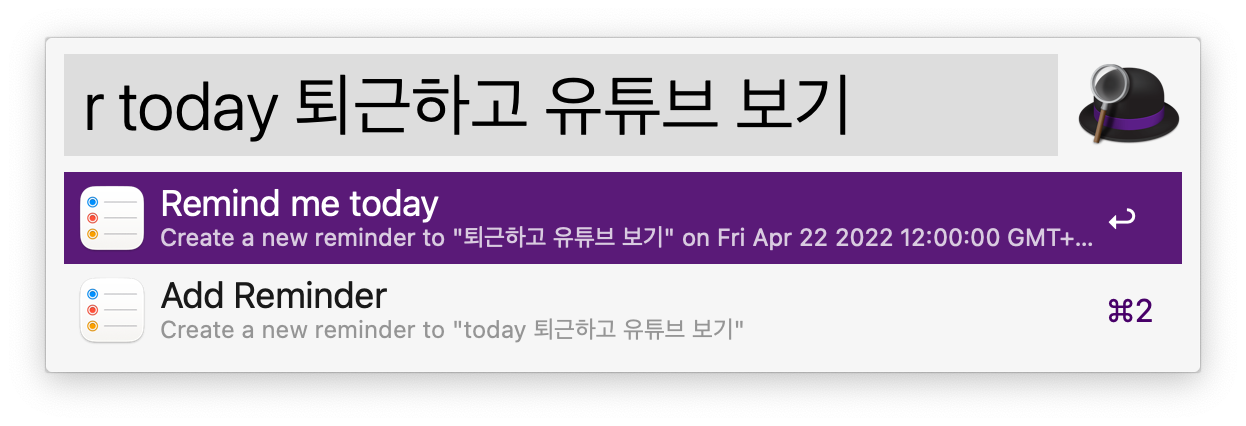 r today 퇴근하고 유튜브 보기
Remind me today
Create a new reminder to "퇴근하고 유튜브 보기" on Fri Apr 22 2022 12:00:00 GMT+...
Add Reminder
⌘2
Create a new reminder to "today 퇴근하고 유튜브 보기"